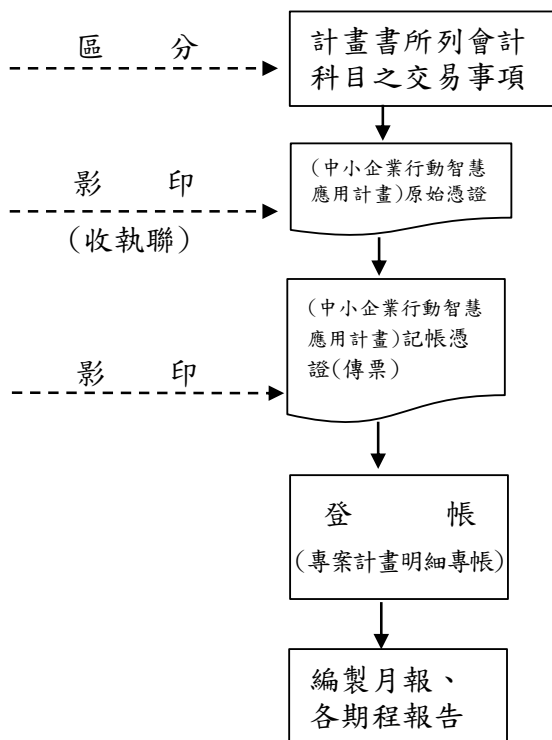 區 分
計畫書所列會計
科目之交易事項
影 印
(收執聯)
(中小企業行動智慧
應用計畫)原始憑證
影 印
(中小企業行動智慧
應用計畫)記帳憑
證(傳票)
登 帳
(專案計畫明細專帳)
編製月報、
各期程報告